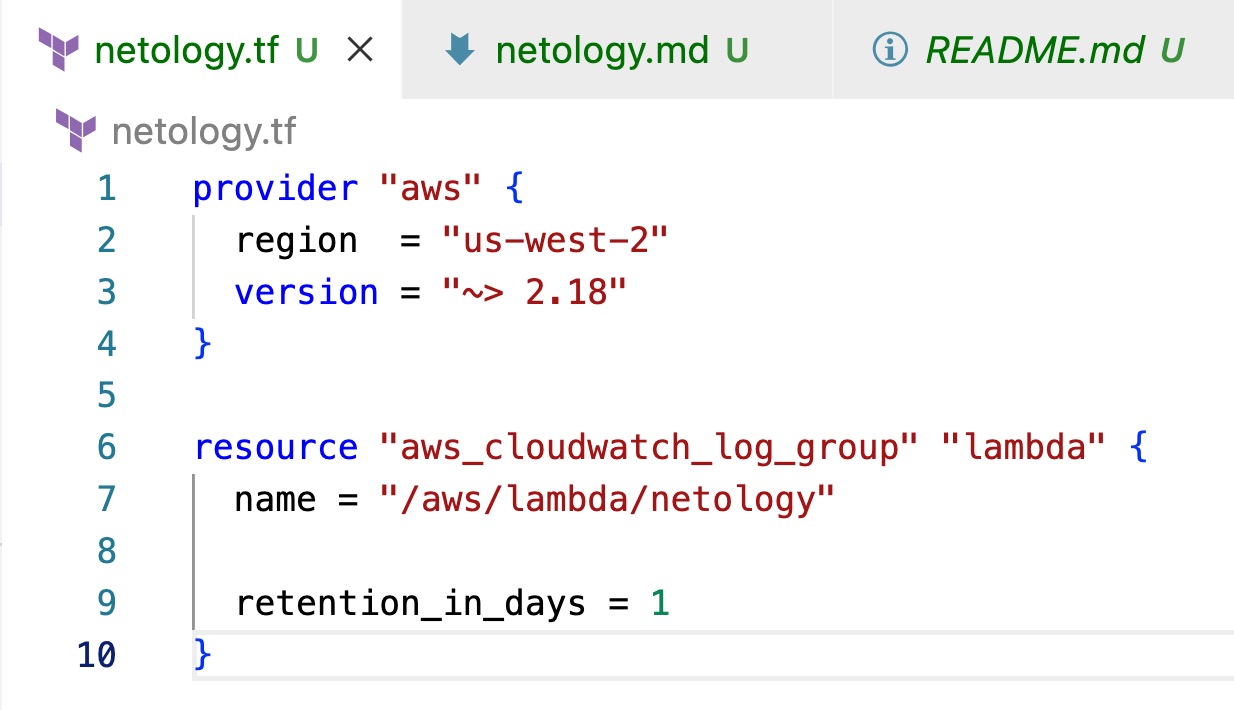 netology.tf U × netology.md U README.md U
netology.tf
1 provider "aws" {
2   region  = "us-west-2"
3   version = "~> 2.18"
4 }
5
6 resource "aws_cloudwatch_log_group" "lambda" {
7   name = "/aws/lambda/netology"
8
9   retention_in_days = 1
10 }